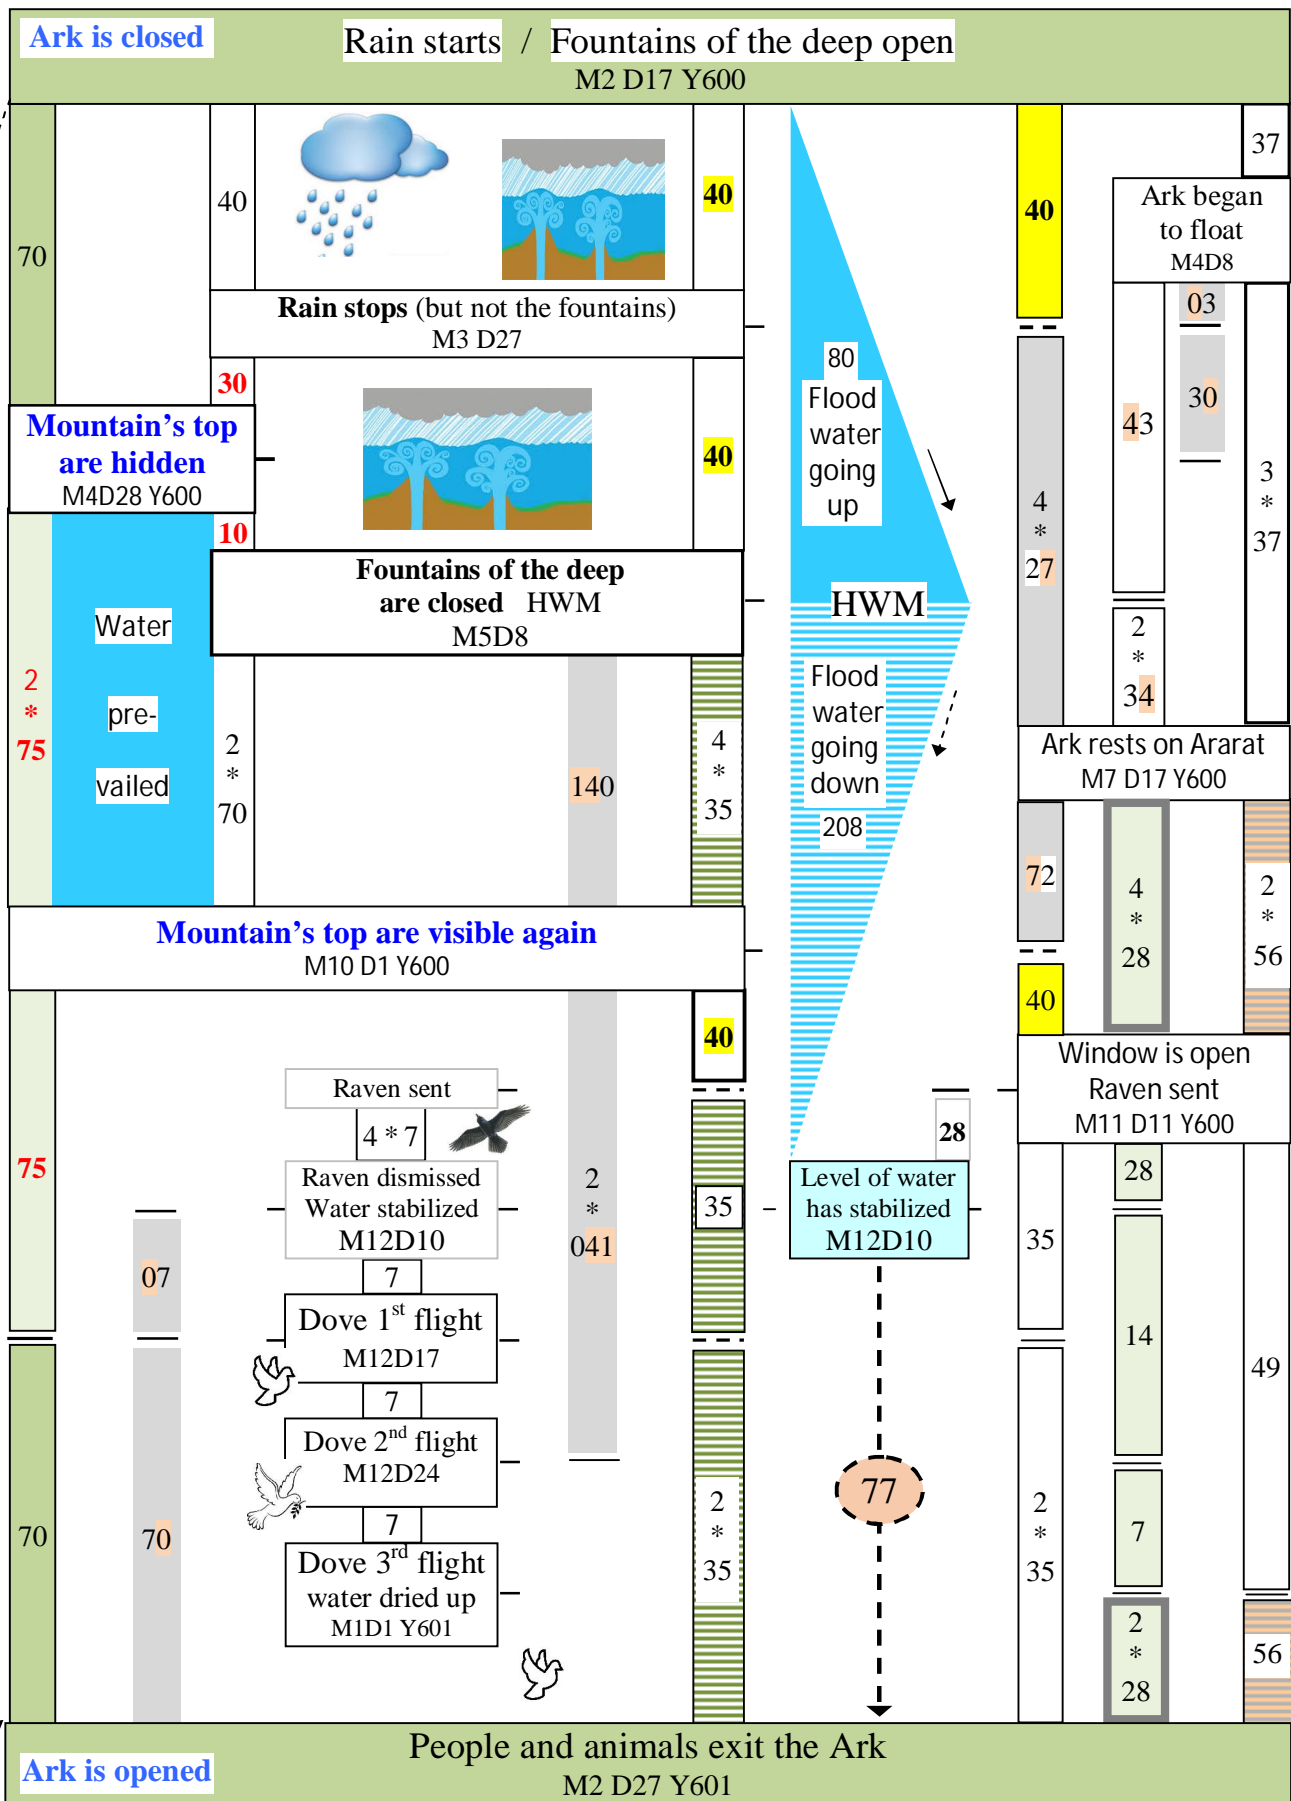 Ark is closed
Rain starts / Fountains of the deep open
M2 D17 Y600
70
40
40
40
37
Ark began
to float
M4D8
Rain stops (but not the fountains)
M3 D27
03
30
43
3
*
37
30
Mountain's top
are hidden
M4D28 Y600
10
40
80
Flood
water
going
up
4
*
27
Fountains of the deep
are closed HWM
M5D8
HWM
2
*
34
2
*
75
Water
pre-
vailed
2
*
70
140
4
*
35
Flood
water
going
down
208
Ark rests on Ararat
M7 D17 Y600
72
4
*
28
2
*
56
Mountain's top are visible again
M10 D1 Y600
40
40
Window is open
Raven sent
M11 D11 Y600
Raven sent
4 * 7
28
75
Raven dismissed
Water stabilized
M12D10
2
*
041
35
Level of water
has stabilized
M12D10
35
28
07
7
Dove 1st flight
M12D17
14
49
7
Dove 2nd flight
M12D24
77
70
70
7
Dove 3rd flight
water dried up
M1D1 Y601
2
*
35
2
*
35
7
2
*
28
56
People and animals exit the Ark
M2 D27 Y601
Ark is opened